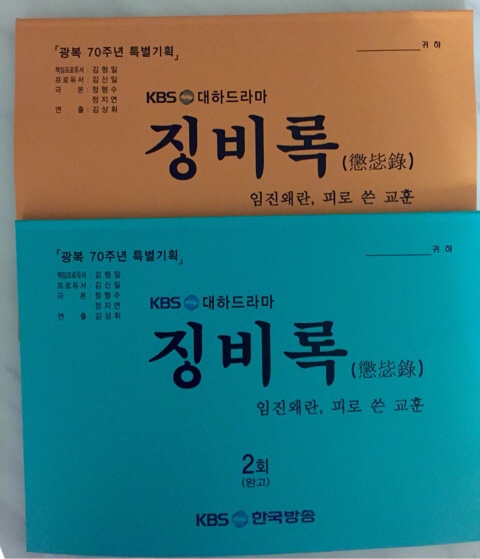 『광복 70주년 특별기획』
귀 하
책임프로듀서 : 김 형 일
프로듀서 : 김 신 일
극 본 : 정 형 수
정 지 연
연 출 : 김 상 휘
KBS 대하드라마
징비록 (懲毖錄)
임진왜란, 피로 쓴 교훈
『광복 70주년 특별기획』
귀 하
책임프로듀서 : 김 형 일
프로듀서 : 김 신 일
극 본 : 정 형 수
정 지 연
연 출 : 김 상 휘
KBS 대하드라마
징비록 (懲毖錄)
임진왜란, 피로 쓴 교훈
2회
(완고)
KBS 한국방송